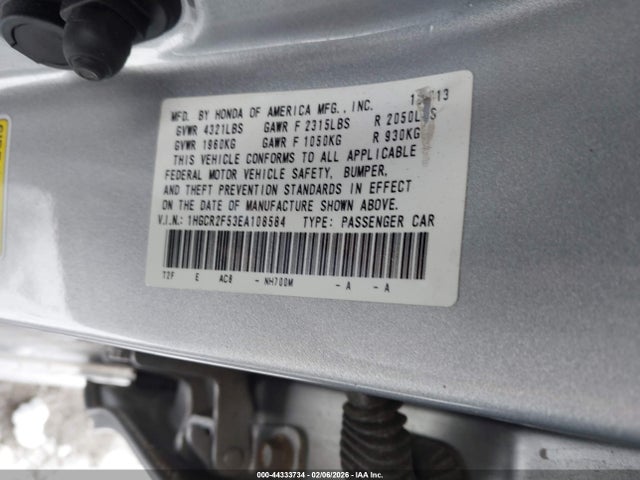 MFD. BY HONDA OF AMERICA MFG., INC.
GVWR 4321LBS GAWR F 2315LBS R 2050LBS
GVWR 1960KG GAWR F 1050KG R 930KG
THIS VEHICLE CONFORMS TO ALL APPLICABLE
FEDERAL MOTOR VEHICLE SAFETY, BUMPER,
AND THEFT PREVENTION STANDARDS IN EFFECT
ON THE DATE OF MANUFACTURE SHOWN ABOVE.
V.I.N.: 1HGCR2F53EA108584 TYPE: PASSENGER CAR
T2F E AC8 - NH700M - A - A
000-44333734 - 02/06/2026 - IAA Inc.